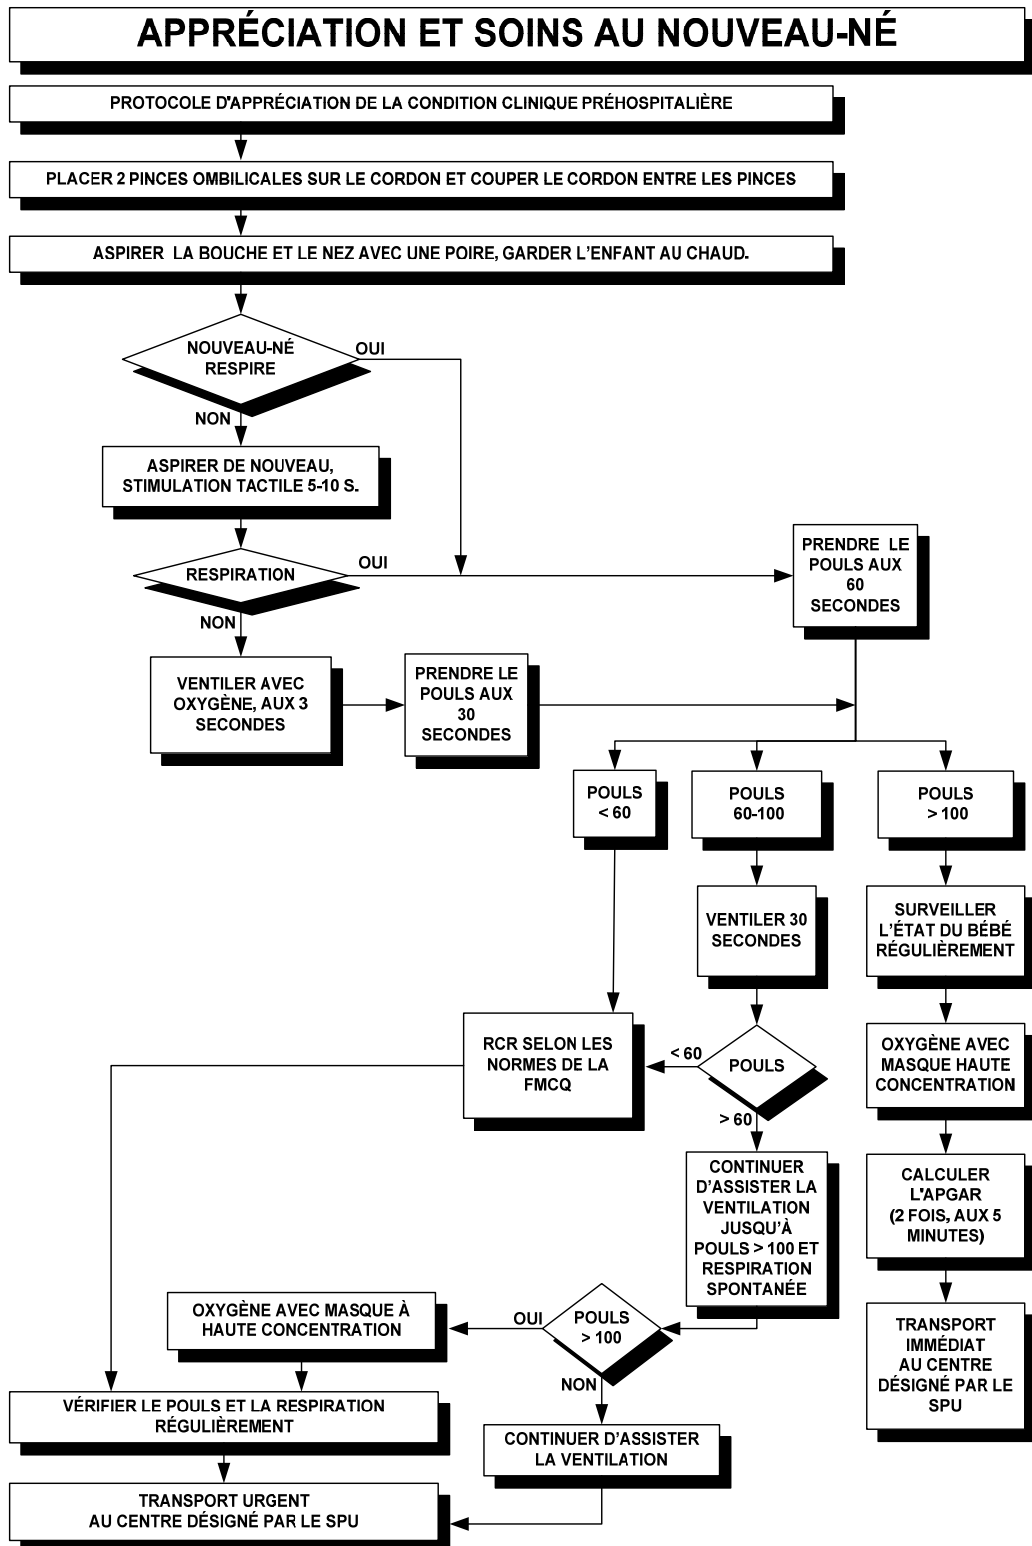 APPRÉCIATION ET SOINS AU NOUVEAU-NÉ
PROTOCOLE D'APPRÉCIATION DE LA CONDITION CLINIQUE PRÉHOSPITALIÈRE
PLACER 2 PINCES OMBILICALES SUR LE CORDON ET COUPER LE CORDON ENTRE LES PINCES
ASPIRER LA BOUCHE ET LE NEZ AVEC UNE POIRE, GARDER L'ENFANT AU CHAUD.
NOUVEAU-NÉ
RESPIRE
OUI
NON
ASPIRER DE NOUVEAU,
STIMULATION TACTILE 5-10 S.
RESPIRATION
OUI
NON
PRENDRE LE
POULS AUX
60
SECONDES
VENTILER AVEC
OXYGÈNE, AUX 3
SECONDES
PRENDRE LE
POULS AUX
30
SECONDES
POULS
< 60
POULS
60-100
POULS
> 100
VENTILER 30
SECONDES
SURVEILLER
L'ÉTAT DU BÉBÉ
RÉGULIÈREMENT
RCR SELON LES
NORMES DE LA
FMCQ
< 60
POULS
> 60
OXYGÈNE AVEC
MASQUE HAUTE
CONCENTRATION
CONTINUER
D'ASSISTER LA
VENTILATION
JUSQU'À
POULS > 100 ET
RESPIRATION
SPONTANÉE
CALCULER
L'APGAR
(2 FOIS, AUX 5
MINUTES)
OXYGÈNE AVEC MASQUE À
HAUTE CONCENTRATION
OUI
POULS
> 100
NON
TRANSPORT
IMMÉDIAT
AU CENTRE
DÉSIGNÉ PAR LE
SPU
VÉRIFIER LE POULS ET LA RESPIRATION
RÉGULIÈREMENT
CONTINUER D'ASSISTER
LA VENTILATION
TRANSPORT URGENT
AU CENTRE DÉSIGNÉ PAR LE SPU